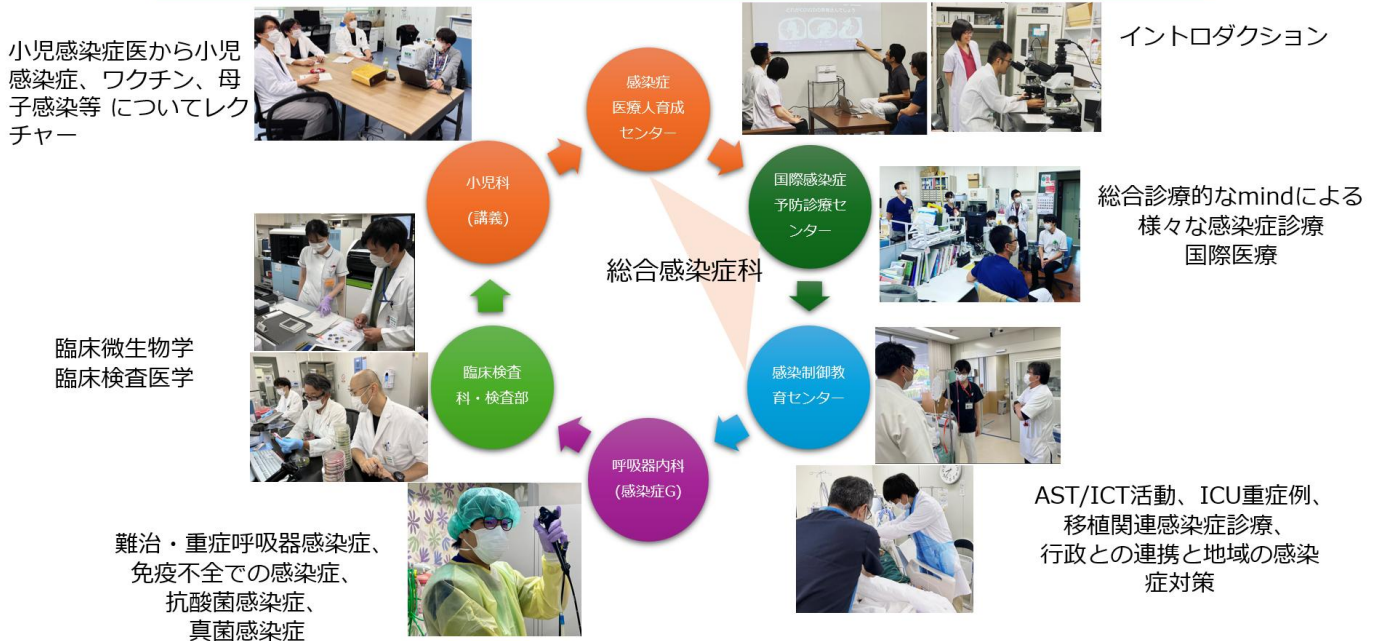 小児感染症医から小児
感染症、ワクチン、母
子感染等 についてレク
チャー
イントロダクション
感染症
医療人育成
センター
小児科
(講義)
国際感染症
予防診療セ
ンター
総合診療的なmindによる
様々な感染症診療
国際医療
総合感染症科
臨床微生物学
臨床検査医学
臨床検査
科・検査部
感染制御教
育センター
呼吸器内科
(感染症G)
AST/ICT活動、ICU重症例、
移植関連感染症診療、
行政との連携と地域の感染
症対策
難治・重症呼吸器感染症、
免疫不全での感染症、
抗酸菌感染症、
真菌感染症